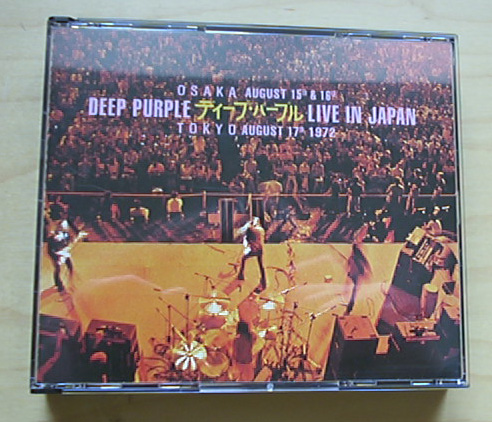 OSAKA AUGUST 15th & 16th
DEEP PURPLE ディープ・パープル LIVE IN JAPAN
TOKYO AUGUST 17th 1972